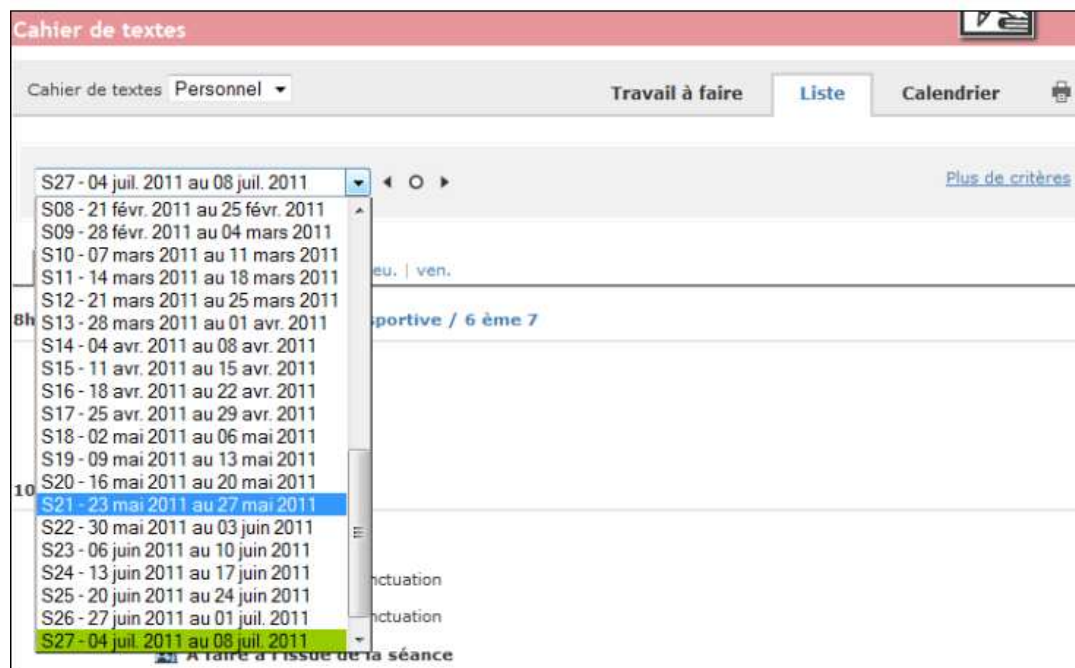 Cahier de textes
Cahier de textes Personnel
Travail à faire Liste Calendrier
S27 - 04 juil. 2011 au 08 juil. 2011
Plus de critères
S08 - 21 févr. 2011 au 25 févr. 2011
S09 - 28 févr. 2011 au 04 mars 2011
S10 - 07 mars 2011 au 11 mars 2011
eu. | ven.
S11 - 14 mars 2011 au 18 mars 2011
S12 - 21 mars 2011 au 25 mars 2011
8h sportive / 6 ème 7
S13 - 28 mars 2011 au 01 avr. 2011
S14 - 04 avr. 2011 au 08 avr. 2011
S15 - 11 avr. 2011 au 15 avr. 2011
S16 - 18 avr. 2011 au 22 avr. 2011
S17 - 25 avr. 2011 au 29 avr. 2011
S18 - 02 mai 2011 au 06 mai 2011
S19 - 09 mai 2011 au 13 mai 2011
S20 - 16 mai 2011 au 20 mai 2011
10
S21 - 23 mai 2011 au 27 mai 2011
S22 - 30 mai 2011 au 03 juin 2011
S23 - 06 juin 2011 au 10 juin 2011
S24 - 13 juin 2011 au 17 juin 2011
nctuation
S25 - 20 juin 2011 au 24 juin 2011
S26 - 27 juin 2011 au 01 juil. 2011
nctuation
S27 - 04 juil. 2011 au 08 juil. 2011
A faire à l'issue de la séance